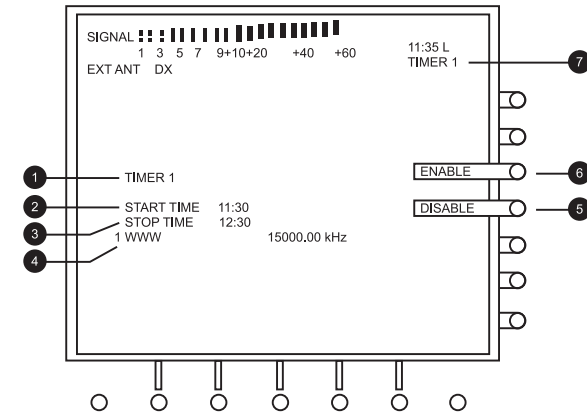 SIGNAL
1 3 5 7 9+10+20 +40 +60
EXT ANT DX
11:35 L
TIMER 1
7
1
TIMER 1
ENABLE
6
2
START TIME 11:30
DISABLE
5
3
STOP TIME 12:30
1 WWW 15000.00 kHz
4